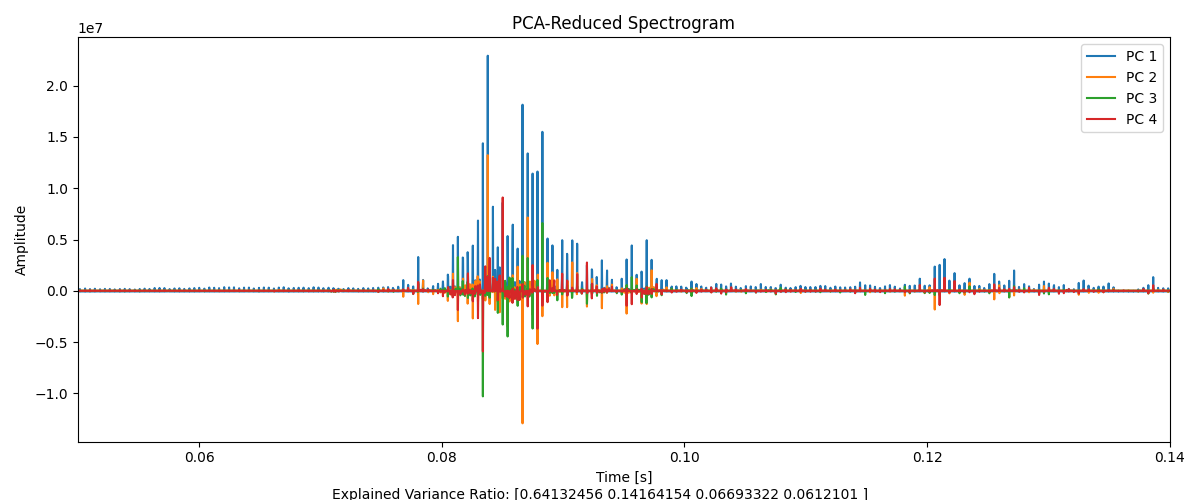 PCA-Reduced Spectrogram
1e7
PC 1
PC 2
PC 3
PC 4
2.0
1.5
1.0
0.5
0.0
−0.5
−1.0
Amplitude
0.06 0.08 0.10 0.12 0.14
Time [s]
Explained Variance Ratio: [0.64132456 0.14164154 0.06693322 0.0612101 ]